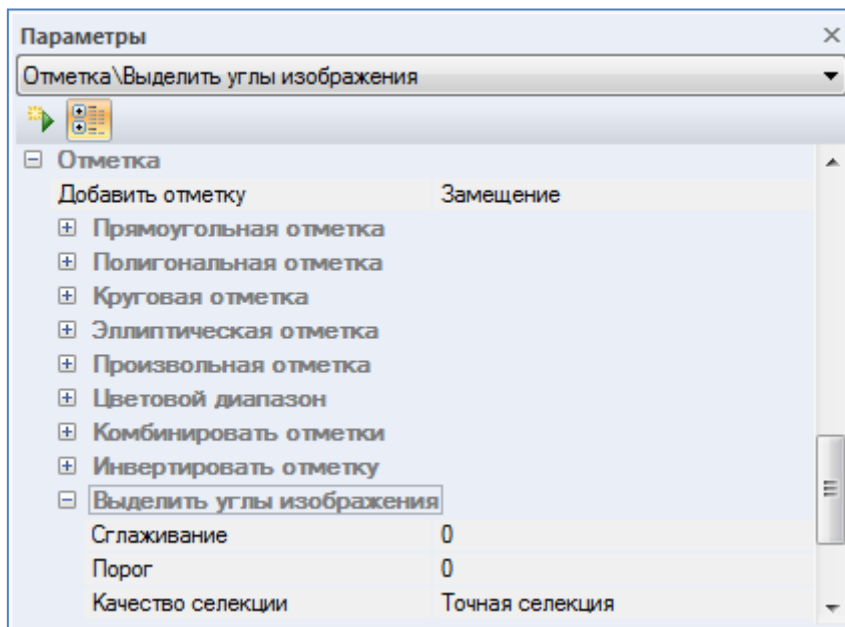 Параметры
Отметка\Выделить углы изображения
Отметка
Добавить отметку Замещение
Прямоугольная отметка
Полигональная отметка
Круговая отметка
Эллиптическая отметка
Произвольная отметка
Цветовой диапазон
Комбинировать отметки
Инвертировать отметку
Выделить углы изображения
Сглаживание 0
Порог 0
Качество селекции Точная селекция